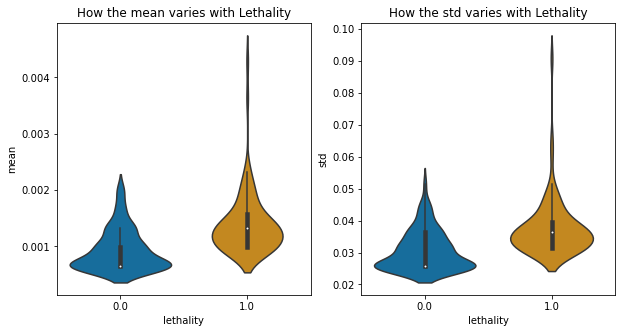 How the mean varies with Lethality
mean
0.004
0.003
0.002
0.001
0.0
1.0
lethality
How the std varies with Lethality
std
0.10
0.09
0.08
0.07
0.06
0.05
0.04
0.03
0.02
0.0
1.0
lethality